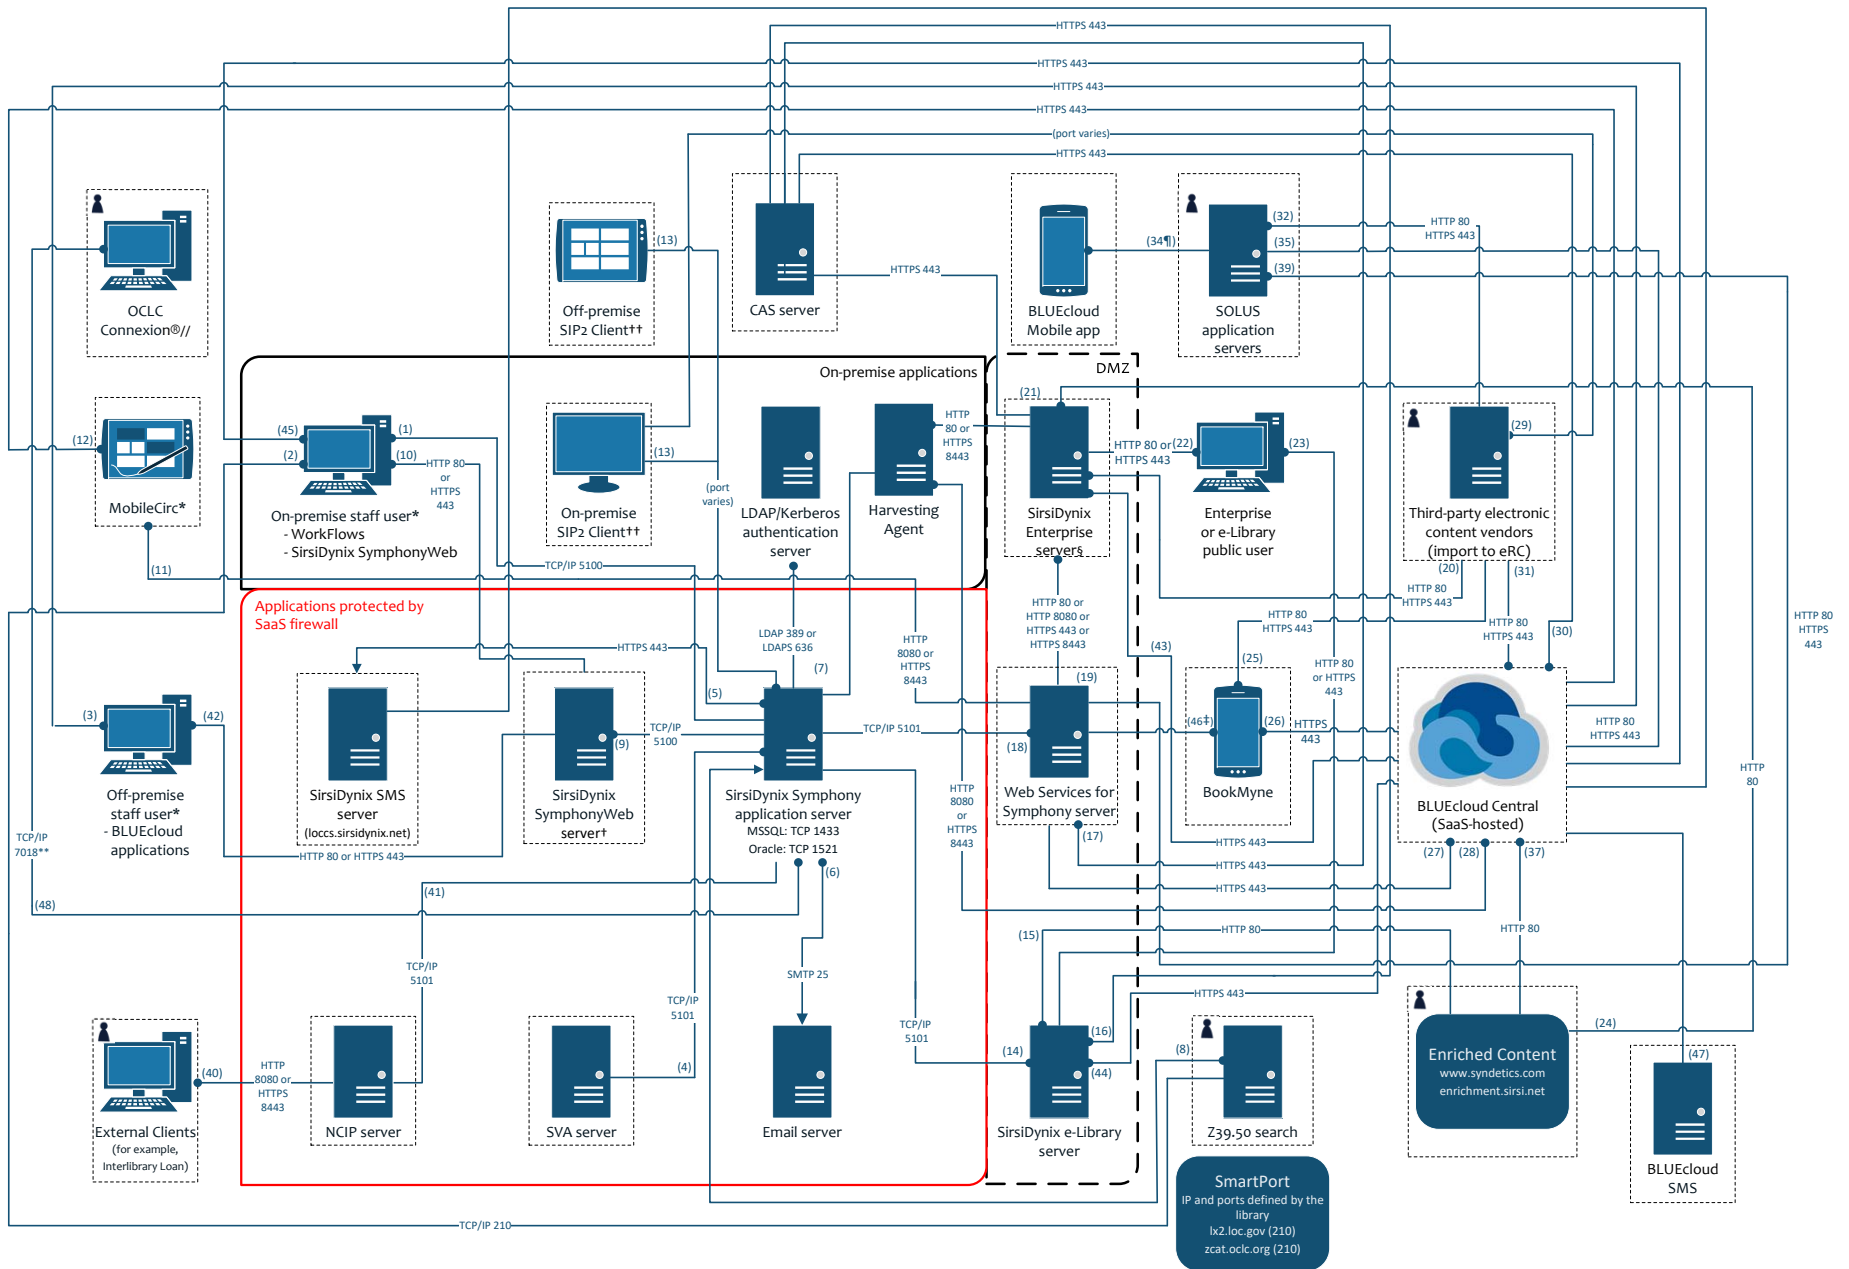 HTTPS 443
HTTPS 443
HTTPS 443
HTTPS 443
(port varies)
HTTPS 443
OCLC
Connexion®//
(13)
Off-premise
SIP2 Client††
CAS server
HTTPS 443
(34¶)
BLUEcloud
Mobile app
(32)
(35)
(39)
SOLUS
application
servers
HTTP 80
HTTPS 443
On-premise applications
DMZ
(12)
MobileCirc*
(11)
(45)
(2)
(1)
(10)
HTTP 80
or
HTTPS
443
On-premise staff user*
- WorkFlows
- SirsiDynix SymphonyWeb
TCP/IP 5100
(13)
On-premise
SIP2 Client††
(port
varies)
LDAP/Kerberos
authentication
server
Harvesting
Agent
HTTP
80 or
HTTPS
8443
(21)
SirsiDynix
Enterprise
server§
HTTP 80 or
HTTPS 443
(22)
(23)
Enterprise
or e-Library
public user
(29)
Third-party electronic
content vendors
(import to eRC)
(20)
(31)
HTTP 80
HTTPS 443
HTTP 80
HTTPS 443
(30)
HTTP 80
HTTPS
443
Applications protected by
SaaS firewall
HTTPS 443
LDAP 389 or
LDAPS 636
(7)
(5)
HTTP
8080 or
HTTPS
8443
HTTP 80 or
HTTP 8080 or
HTTPS 443 or
HTTPS 8443
(43)
HTTP 80
HTTPS 443
(25)
HTTP 80
or HTTPS
443
(3)
(42)
Off-premise
staff user*
- BLUEcloud
applications
SirsiDynix SMS
server
(loccs.sirsidynix.net)
(9)
TCP/IP
5100
SirsiDynix
SymphonyWeb
server†
SirsiDynix Symphony
application server
MSSQL: TCP 1433
Oracle: TCP 1521
TCP/IP 5101
(19)
(18)
Web Services for
Symphony server
(17)
(46‡)
(26)
HTTPS
443
BookMyne
HTTP 80
HTTPS 443
BLUEcloud Central
(SaaS-hosted)
(27)
(28)
(37)
HTTP
80
TCP/IP
7018**
HTTP 80 or HTTPS 443
HTTP
8080
or
HTTPS
8443
HTTPS 443
HTTPS 443
HTTPS 443
(6)
(41)
(48)
(15)
HTTP 80
HTTP 80
TCP/IP
5101
SMTP 25
TCP/IP
5101
TCP/IP
5101
HTTPS 443
(40)
HTTP
8080 or
HTTPS
8443
External Clients
(for example,
Interlibrary Loan)
NCIP server
(4)
SVA server
Email server
(14)
(16)
(44)
SirsiDynix e-Library
server
(8)
Z39.50 search
(24)
Enriched Content
www.syndetics.com
enrichment.sirsi.net
(47)
BLUEcloud
SMS
SmartPort
IP and ports defined by the
library
lx2.loc.gov (210)
zcat.oclc.org (210)
TCP/IP 210